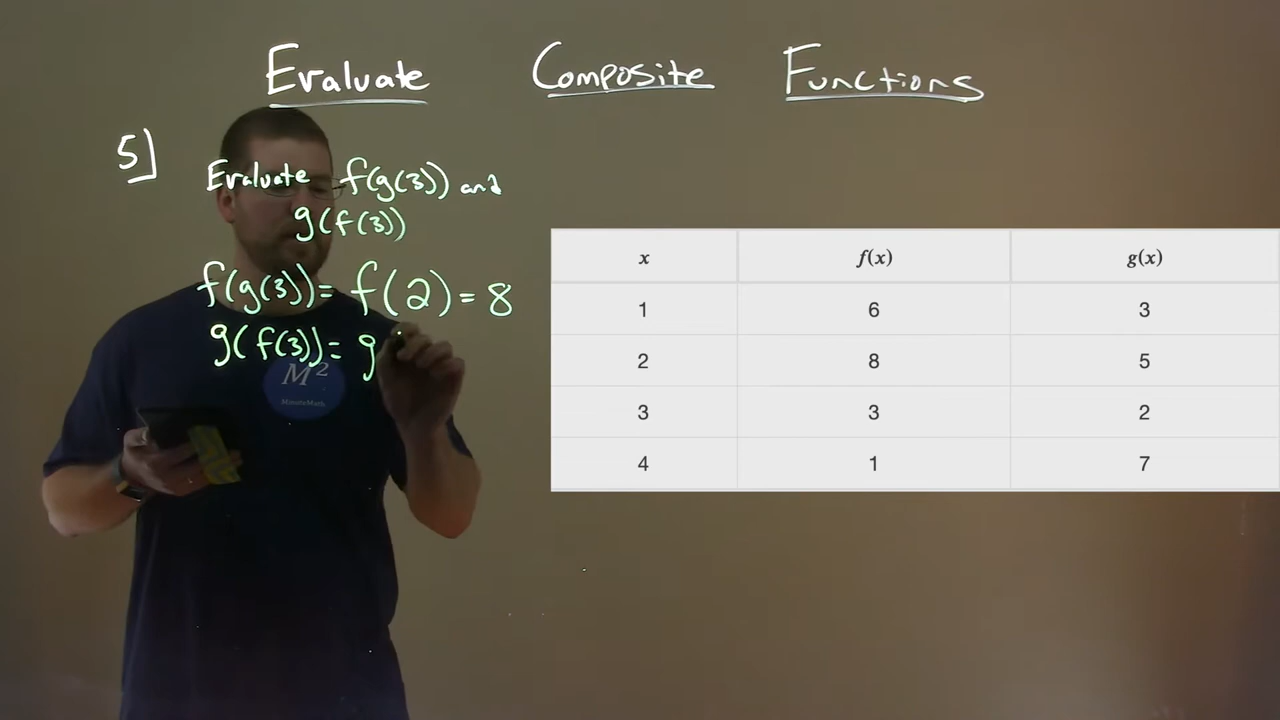 Evaluate Composite Functions
5]
Evaluate f(g(3)) and
g(f(3))
f(g(3)) = f(2) = 8
g(f(3)) = g
M²
MinuteMath
x f(x) g(x)
1 6 3
2 8 5
3 3 2
4 1 7